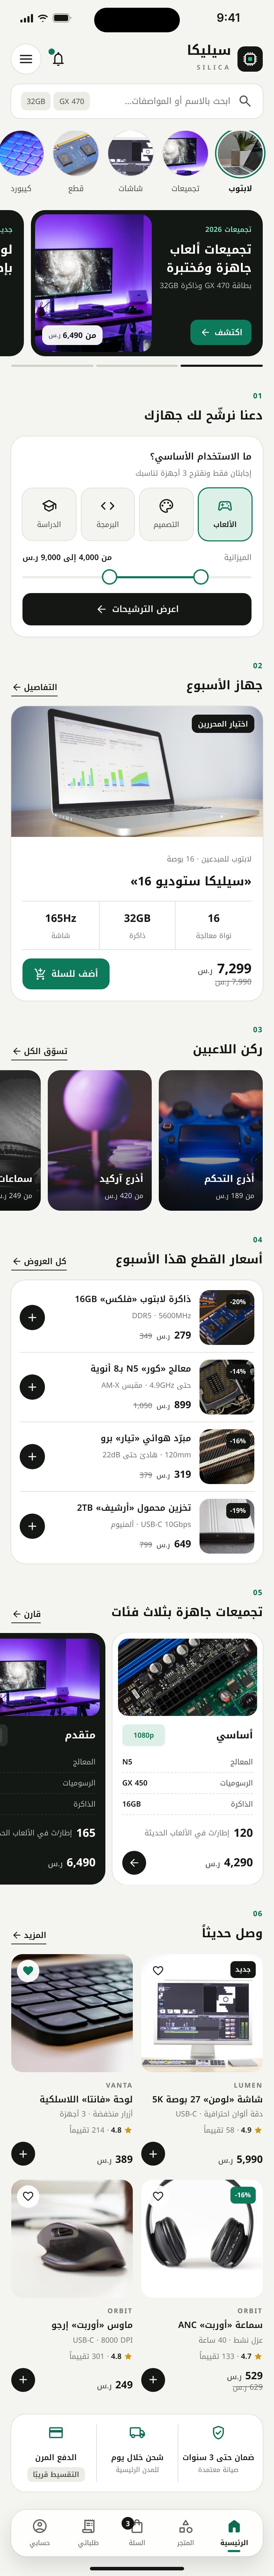 9:41
سيليكا
SILICA
ابحث بالاسم أو المواصفات...
GX 470
32GB
لابتوب
تجميعات
شاشات
قطع
كيبورد
تجميعات 2026
تجميعات ألعاب
جاهزة ومُختبرة
بطاقة GX 470 وذاكرة 32GB
اكتشف
من 6,490 ر.س
01
دعنا نرشّح لك جهازك
ما الاستخدام الأساسي؟
إجابتان فقط ونقترح 3 أجهزة تناسبك
الألعاب
التصميم
البرمجة
الدراسة
الميزانية
من 4,000 إلى 9,000 ر.س
اعرض الترشيحات
02
جهاز الأسبوع
التفاصيل
اختيار المحررين
لابتوب للمبدعين · 16 بوصة
«سيليكا ستوديو 16»
16
نواة معالجة
32GB
ذاكرة
165Hz
شاشة
7,299 ر.س
7,990 ر.س
أضف للسلة
03
ركن اللاعبين
تسوّق الكل
أذرع التحكم
من 189 ر.س
أذرع آركيد
من 420 ر.س
سماعات
من 249 ر.س
04
أسعار القطع هذا الأسبوع
كل العروض
-20%
ذاكرة لابتوب «فلكس» 16GB
DDR5 · 5600MHz
279 ر.س 349
-14%
معالج «كور» N5 بـ8 أنوية
حتى 4.9GHz · مقبس AM-X
899 ر.س 1,050
-16%
مبرّد هوائي «تيار» برو
120mm · هادئ حتى 22dB
319 ر.س 379
-19%
تخزين محمول «أرشيف» 2TB
USB-C 10Gbps · ألمنيوم
649 ر.س 799
05
تجميعات جاهزة بثلاث فئات
قارن
أساسي
1080p
المعالج N5
الرسوميات GX 450
الذاكرة 16GB
120 إطار/ث في الألعاب الحديثة
4,290 ر.س
متقدم
المعالج
الرسوميات
الذاكرة
165
6,490 ر.س
06
وصل حديثاً
المزيد
جديد
LUMEN
شاشة «لومن» 27 بوصة 5K
دقة ألوان احترافية · USB-C
4.9 · 58 تقييماً
5,990 ر.س
VANTA
لوحة «فانتا» اللاسلكية
أزرار منخفضة · 3 أجهزة
4.8 · 214 تقييماً
389 ر.س
-16%
ORBIT
سماعة «أوربت» ANC
عزل نشط · 40 ساعة
4.7 · 133 تقييماً
529 ر.س
629 ر.س
ORBIT
ماوس «أوربت» إرجو
USB-C · 8000 DPI
4.8 · 301 تقييماً
249 ر.س
ضمان حتى 3 سنوات
صيانة معتمدة
شحن خلال يوم
للمدن الرئيسية
الدفع المرن
التقسيط قريبًا
الرئيسية
المتجر
3
السلة
طلباتي
حسابي